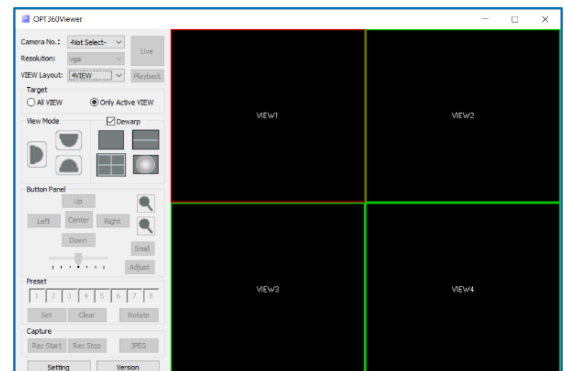 OPT360Viewer
Camera No. : -Not Select-
Live
Resolution: vga
VIEW Layout: 4VIEW
Playback
Target
All VIEW Only Active VIEW
View Mode
Dewarp
Button Panel
Up
Left Center Right
Down
Small
Adjust
Preset
1 2 3 4 5 6 7 8
Set Clear Rotate
Capture
Rec Start Rec Stop JPEG
Setting Version
VIEW1
VIEW2
VIEW3
VIEW4